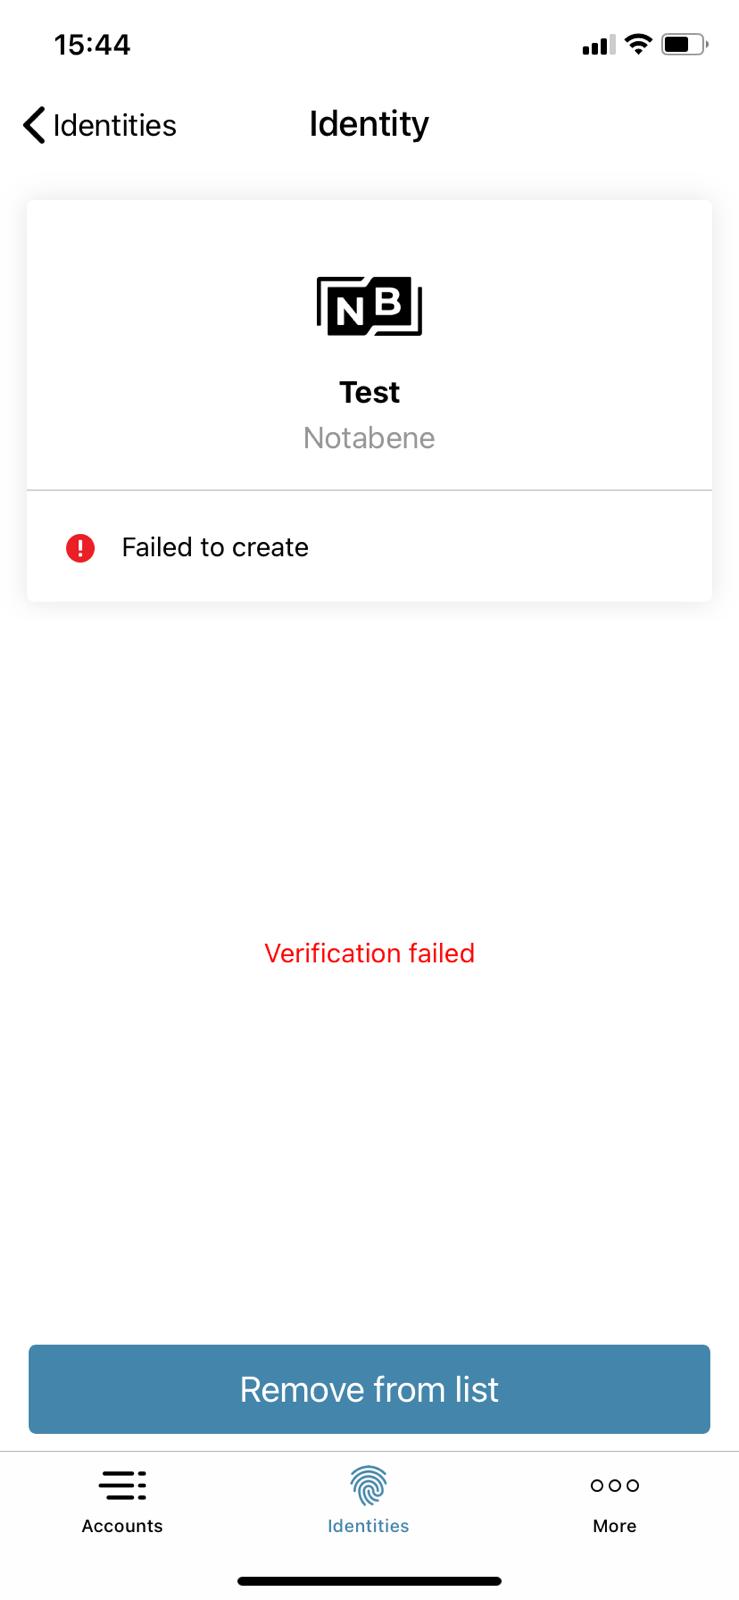 15:44
Identities
Identity
NB
Test
Notabene
Failed to create
Verification failed
Remove from list
Accounts
Identities
More